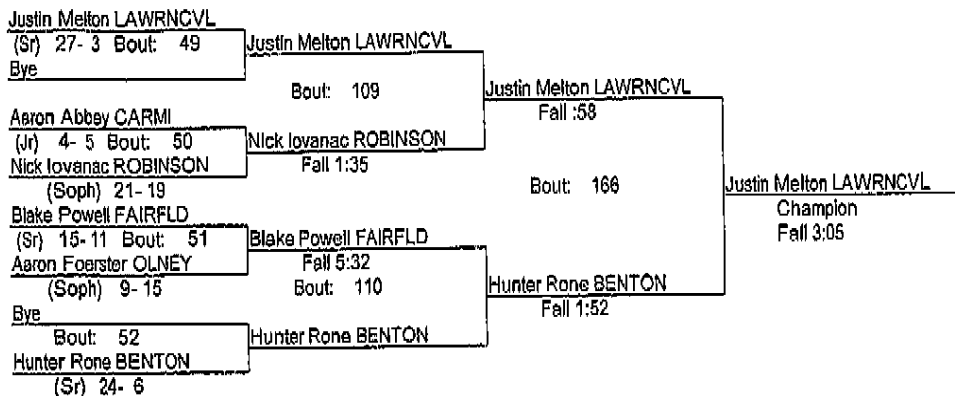 Justin Melton LAWRNCVL
(Sr) 27- 3 Bout: 49
Bye
Justin Melton LAWRNCVL
Bout: 109
Aaron Abbey CARMI
(Jr) 4- 5 Bout: 50
Nick Iovanac ROBINSON
(Soph) 21- 19
Nick Iovanac ROBINSON
Fall 1:35
Justin Melton LAWRNCVL
Fall :58
Bout: 166
Blake Powell FAIRFLD
(Sr) 15- 11 Bout: 51
Aaron Foerster OLNEY
(Soph) 9- 15
Blake Powell FAIRFLD
Fall 5:32
Bout: 110
Bye
Bout: 52
Hunter Rone BENTON
(Sr) 24- 6
Hunter Rone BENTON
Hunter Rone BENTON
Fall 1:52
Justin Melton LAWRNCVL
Champion
Fall 3:05